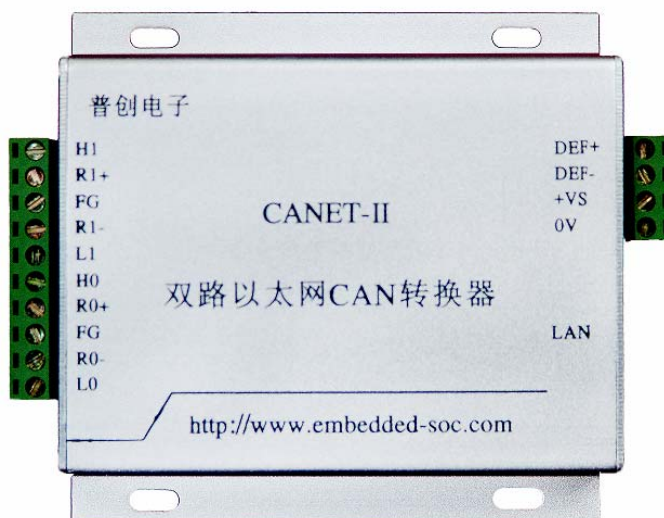 普创电子
H1
R1+
FG
R1-
L1
H0
R0+
FG
R0-
L0
CANET-II
双路以太网CAN转换器
DEF+
DEF-
+VS
0V
LAN
http://www.embedded-soc.com